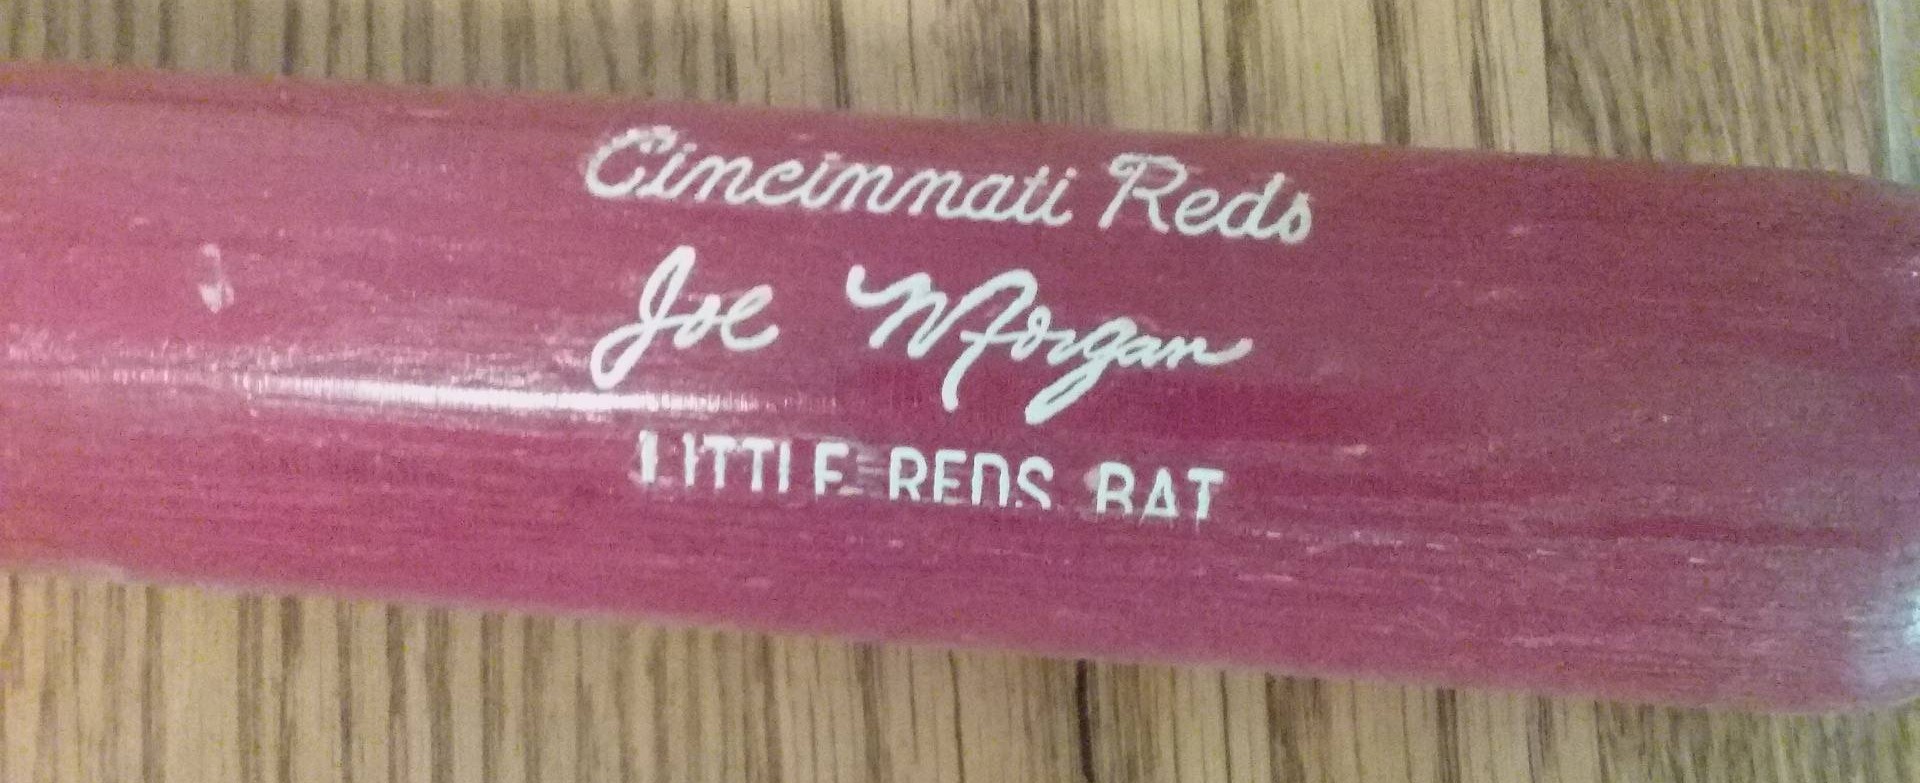 Cincinnati Reds
Joe Morgan
LITTLE REDS BAT